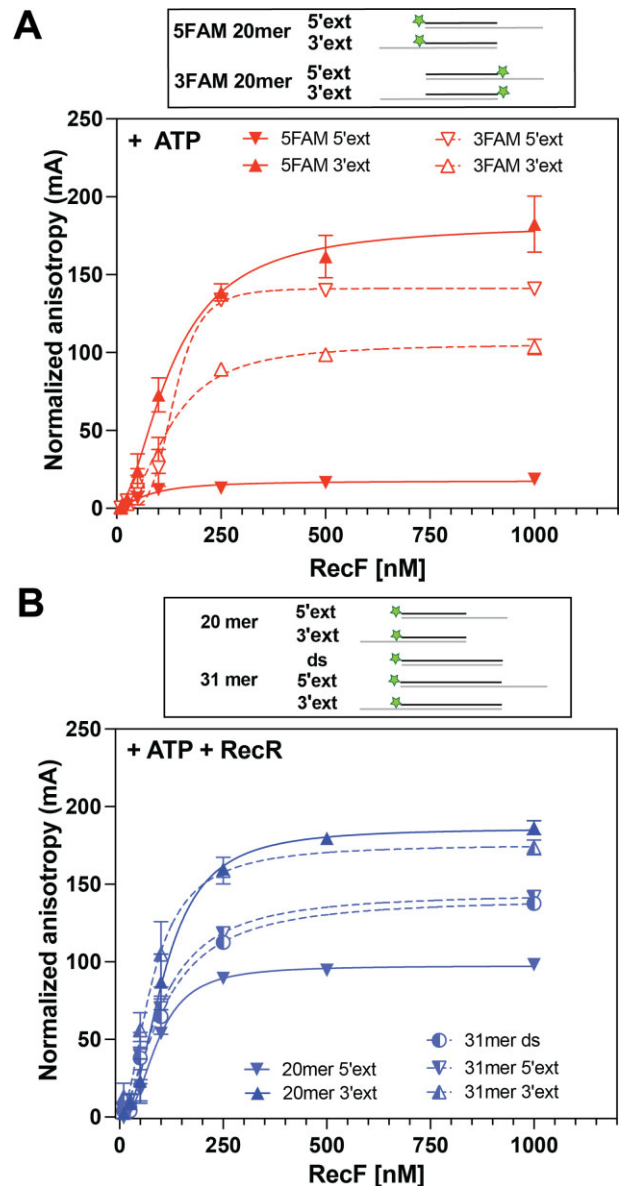 A
5FAM 20mer
5'ext
3'ext
3FAM 20mer
5'ext
3'ext
+ ATP
5FAM 5'ext
3FAM 5'ext
5FAM 3'ext
3FAM 3'ext
Normalized anisotropy (mA)
250
200
150
100
50
0
0
250
500
750
1000
RecF [nM]
B
20 mer
5'ext
3'ext
31 mer
ds
5'ext
3'ext
+ ATP + RecR
Normalized anisotropy (mA)
250
200
150
100
50
0
31mer ds
20mer 5'ext
31mer 5'ext
20mer 3'ext
31mer 3'ext
0
250
500
750
1000
RecF [nM]